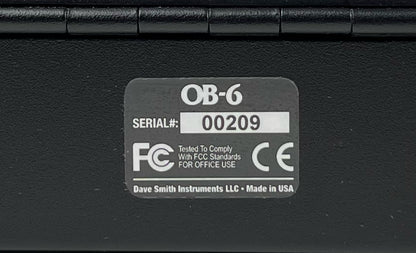 OB-6
SERIAL#: 00209
FC Tested To Comply
With FCC Standards
FOR OFFICE USE
CE
Dave Smith Instruments LLC • Made in USA